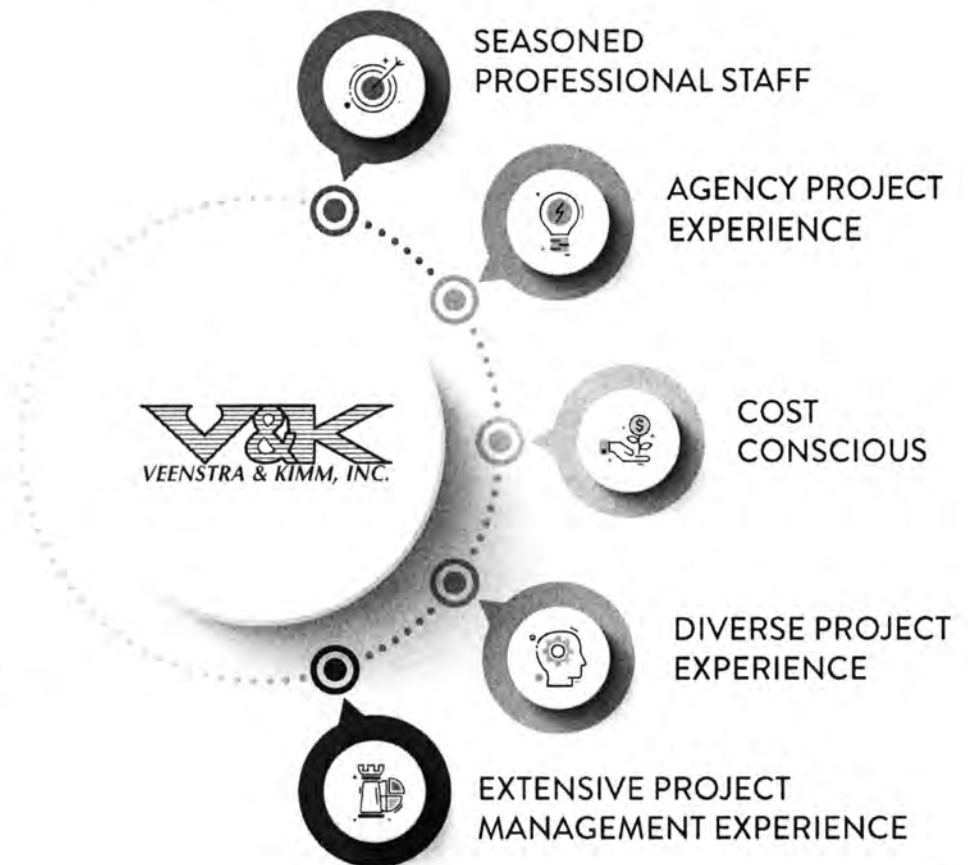 SEASONED
PROFESSIONAL STAFF
AGENCY PROJECT
EXPERIENCE
COST
CONSCIOUS
V&K
VEENSTRA & KIMM, INC.
DIVERSE PROJECT
EXPERIENCE
EXTENSIVE PROJECT
MANAGEMENT EXPERIENCE